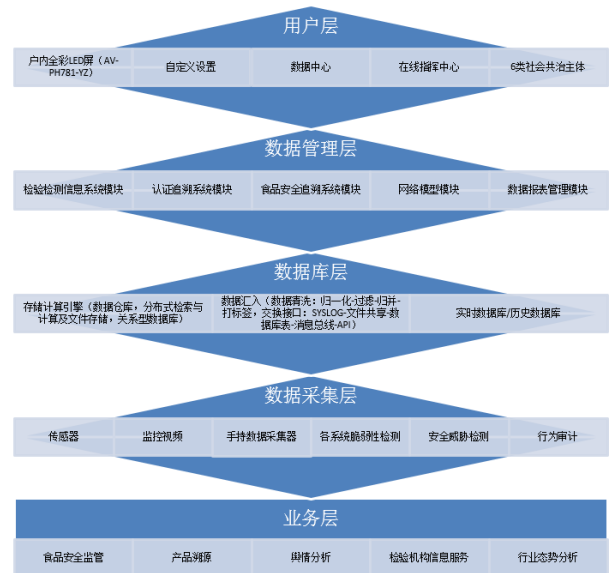 用户层
户内全彩LED屏（AV-
PH781-YZ）
自定义设置
数据中心
在线指挥中心
6类社会共治主体
数据管理层
检验检测信息系统模块
认证追溯系统模块
食品安全追溯系统模块
网络模型模块
数据报表管理模块
数据库层
存储计算引擎（数据仓库，分布式检索与
计算及文件存储，关系型数据库）
数据汇入（数据清洗：归一化-过滤-归并-
打标签，交换接口：SYSLOG-文件共享-数
据库表-消息总线-API）
实时数据库/历史数据库
数据采集层
传感器
监控视频
手持数据采集器
各系统脆弱性检测
安全威胁检测
行为审计
业务层
食品安全监管
产品溯源
舆情分析
检验机构信息服务
行业态势分析